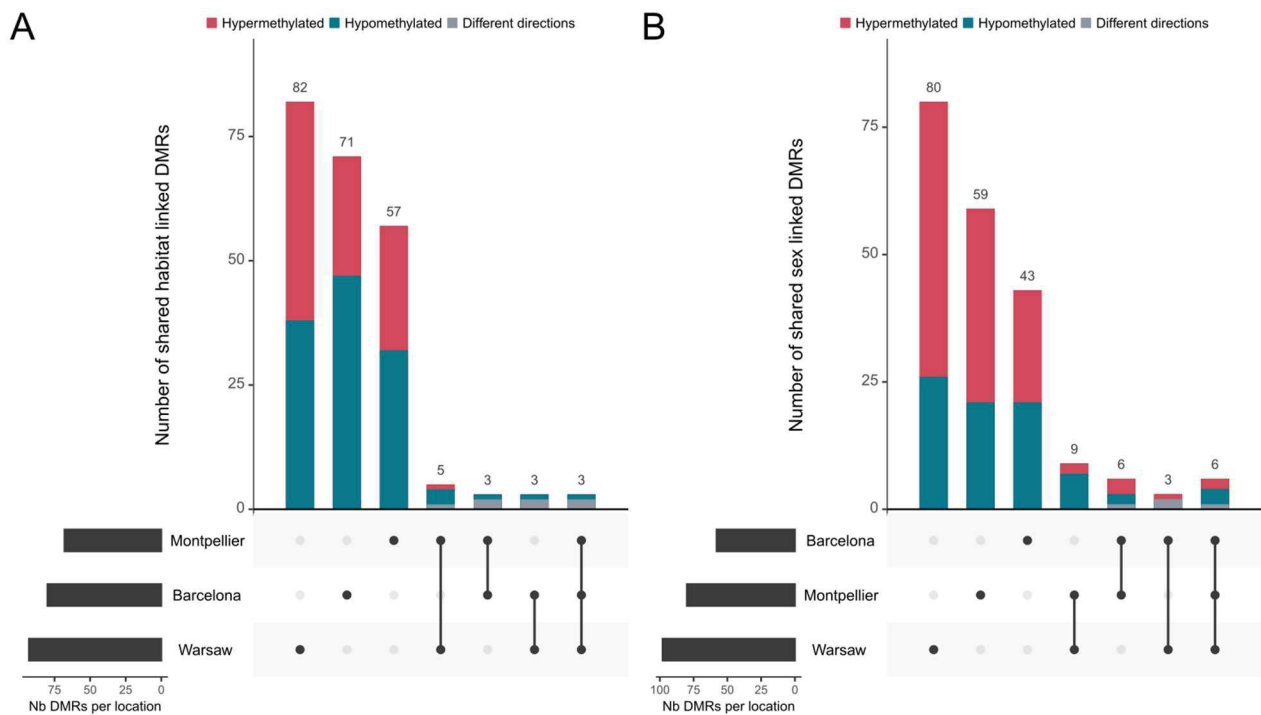 A
Hypermethylated Hypomethylated Different directions
Number of shared habitat linked DMRs
75
50
25
0
82
71
57
5
3
3
3
Montpellier
Barcelona
Warsaw
75 50 25 0
Nb DMRs per location
B
Hypermethylated Hypomethylated Different directions
Number of shared sex linked DMRs
75
50
25
0
80
59
43
9
6
3
6
Barcelona
Montpellier
Warsaw
100 75 50 25 0
Nb DMRs per location